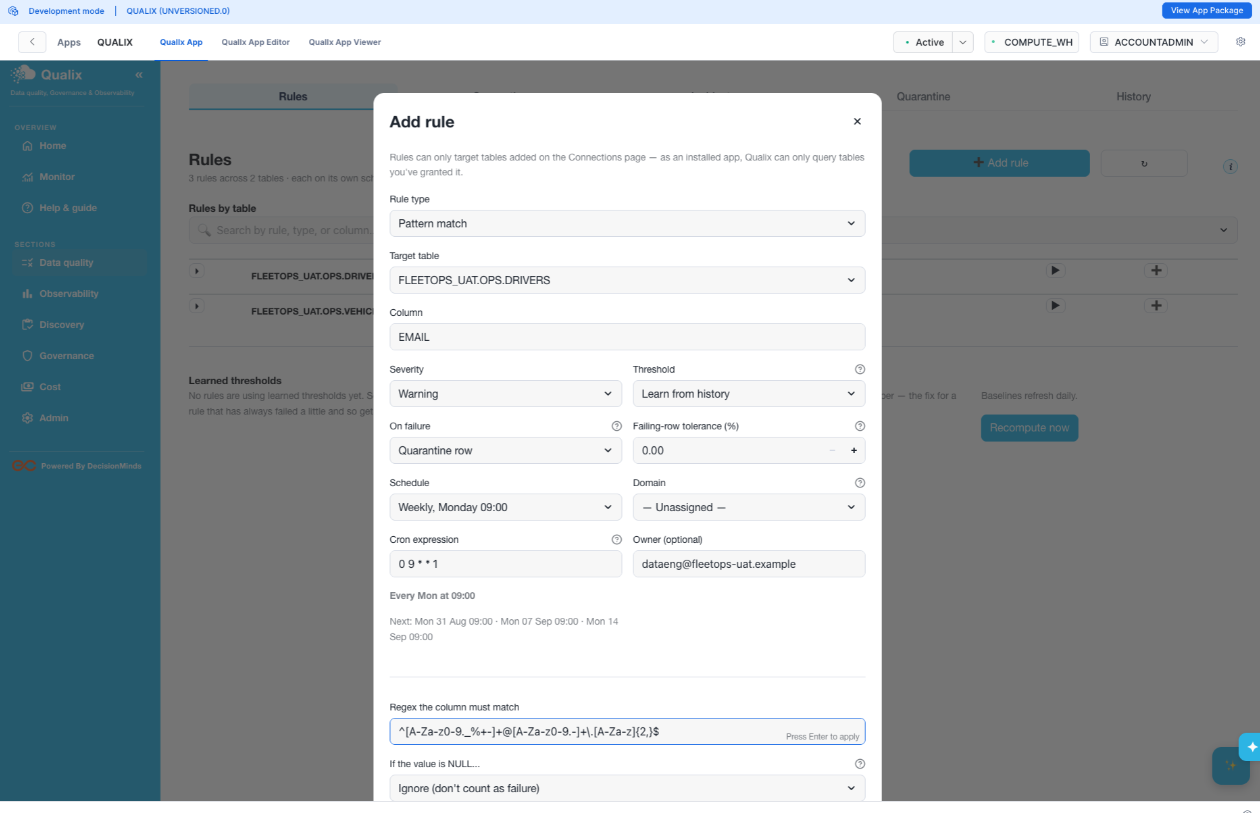 Development mode | QUALIX (UNVERSIONED.0)
View App Package
Apps QUALIX Quallx App Quallx App Editor Quallx App Viewer
Active COMPUTE_WH ACCOUNTADMIN
Qualix «
Data quality, Governance & Observability
OVERVIEW
Home
Monitor
Help & guide
SECTIONS
Data quality
Observability
Discovery
Governance
Cost
Admin
Powered By DecisionMinds
Rules
Quarantine
History
Rules
3 rules across 2 tables · each on its own
+ Add rule
Rules by table
Search by rule, type, or column.
FLEETOPS_UAT.OPS.DRIVE
FLEETOPS_UAT.OPS.VEHIC
Learned thresholds
No rules are using learned thresholds yet.
rule that has always failed a little and so get
— the fix for a
Baselines refresh daily.
Recompute now
Add rule
Rules can only target tables added on the Connections page — as an installed app, Qualix can only query tables
you've granted it.
Rule type
Pattern match
Target table
FLEETOPS_UAT.OPS.DRIVERS
Column
EMAIL
Severity
Warning
Threshold
Learn from history
On failure
Quarantine row
Failing-row tolerance (%)
0.00
Schedule
Weekly, Monday 09:00
Domain
— Unassigned —
Cron expression
0 9 * * 1
Owner (optional)
dataeng@fleetops-uat.example
Every Mon at 09:00
Next: Mon 31 Aug 09:00 · Mon 07 Sep 09:00 · Mon 14
Sep 09:00
Regex the column must match
^[A-Za-z0-9._%+-]+@[A-Za-z0-9.-]+\.[A-Za-z]{2,}$
Press Enter to apply
If the value is NULL...
Ignore (don't count as failure)